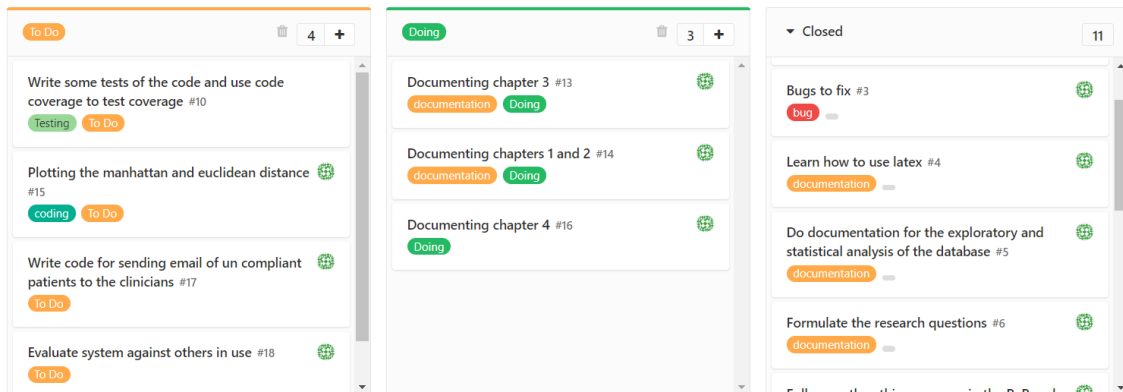 To Do
4 +
Write some tests of the code and use code
coverage to test coverage #10
Testing To Do
Plotting the manhattan and euclidean distance
#15
coding To Do
Write code for sending email of un compliant
patients to the clinicians #17
To Do
Evaluate system against others in use #18
To Do
Doing
3 +
Documenting chapter 3 #13
documentation Doing
Documenting chapters 1 and 2 #14
documentation Doing
Documenting chapter 4 #16
Doing
Closed
11
Bugs to fix #3
bug
Learn how to use latex #4
documentation
Do documentation for the exploratory and
statistical analysis of the database #5
documentation
Formulate the research questions #6
documentation